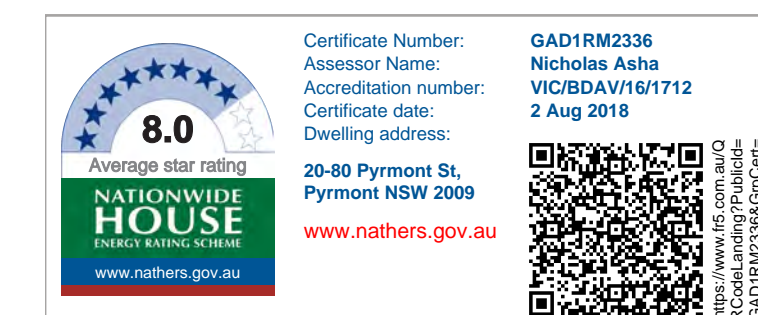 8.0
Average star rating
NATIONWIDE
HOUSE
ENERGY RATING SCHEME
www.nathers.gov.au
Certificate Number: GAD1RM2336
Assessor Name: Nicholas Asha
Accreditation number: VIC/BDAV/16/1712
Certificate date: 2 Aug 2018
Dwelling address:
20-80 Pyrmont St,
Pyrmont NSW 2009
www.nathers.gov.au
https://www.fr5.com.au/Q
RCodeLanding?PublicId=
GAD1RM2336&GrpCert=